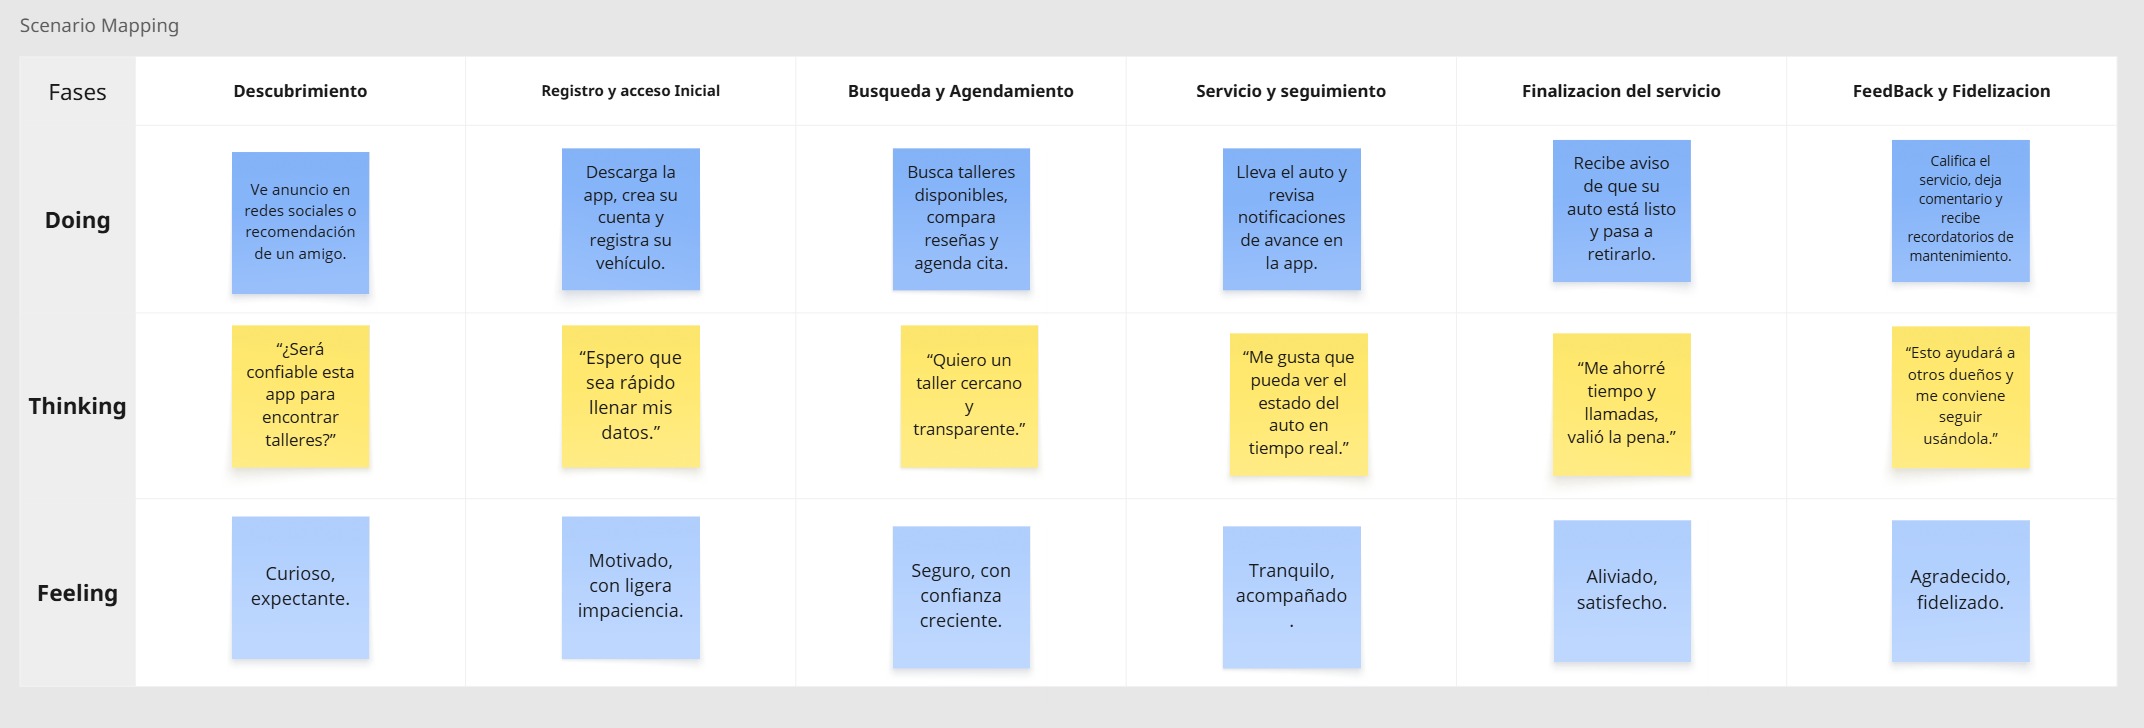 Scenario Mapping
Fases
Descubrimiento
Registro y acceso Inicial
Busqueda y Agendamiento
Servicio y seguimiento
Finalizacion del servicio
FeedBack y Fidelizacion
Doing
Ve anuncio en
redes sociales o
recomendación
de un amigo.
Descarga la
app, crea su
cuenta y
registra su
vehículo.
Busca talleres
disponibles,
compara
reseñas y
agenda cita.
Lleva el auto y
revisa
notificaciones
de avance en
la app.
Recibe aviso
de que su
auto está listo
y pasa a
retirarlo.
Califica el
servicio, deja
comentario y
recibe
recordatorios de
mantenimiento.
Thinking
“¿Será
confiable esta
app para
encontrar
talleres?”
“Espero que
sea rápido
llenar mis
datos.”
“Quiero un
taller cercano
y
transparente.”
“Me gusta que
pueda ver el
estado del
auto en
tiempo real.”
“Me ahorré
tiempo y
llamadas,
valió la pena.”
“Esto ayudará a
otros dueños y
me conviene
seguir
usándola.”
Feeling
Curioso,
expectante.
Motivado,
con ligera
impaciencia.
Seguro, con
confianza
creciente.
Tranquilo,
acompañado
.
Aliviado,
satisfecho.
Agradecido,
fidelizado.